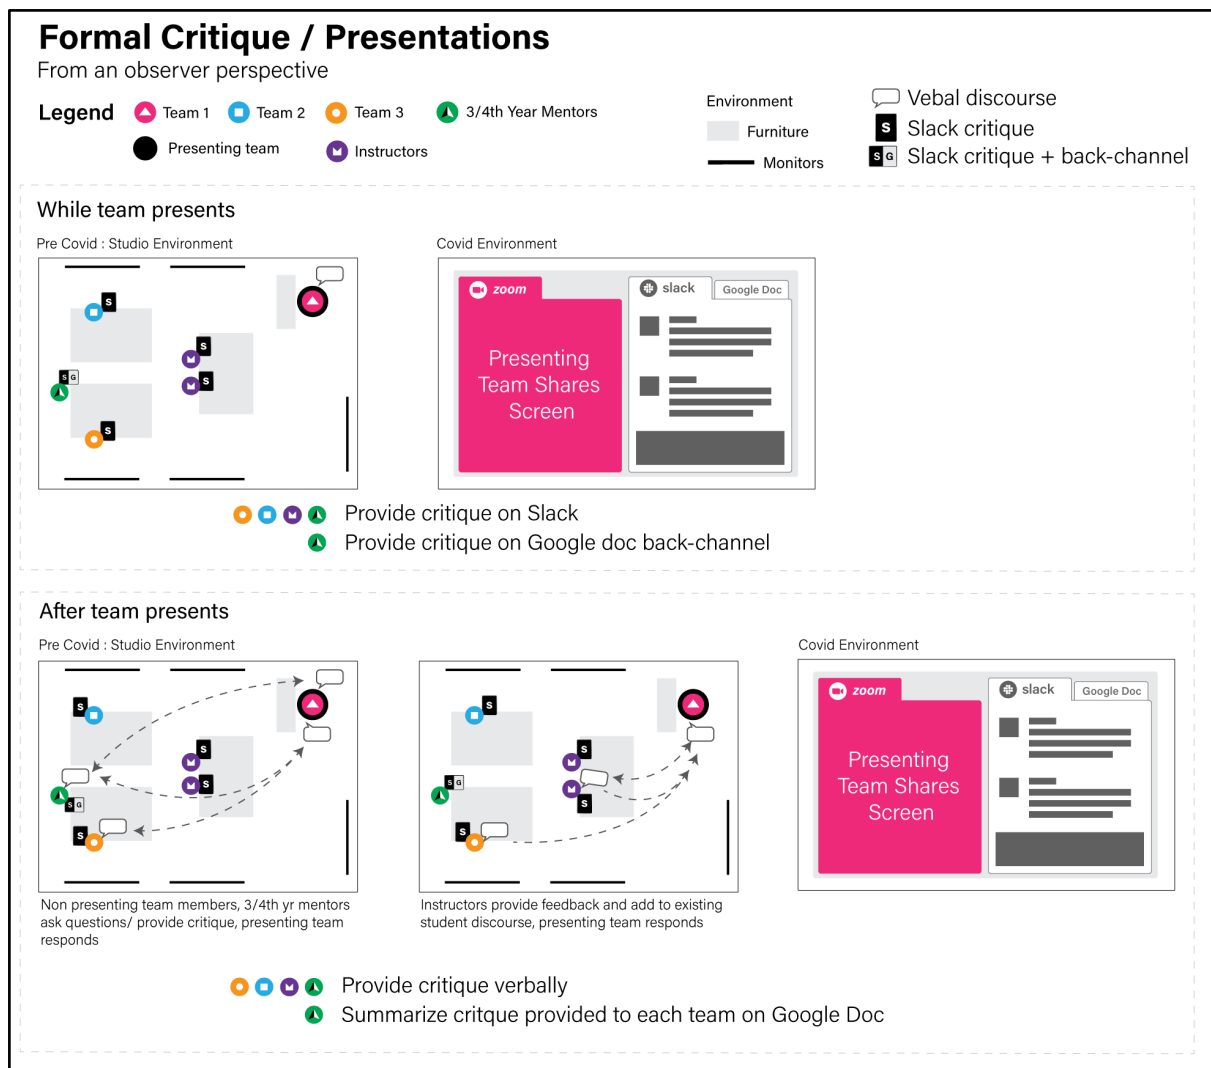 Formal Critique / Presentations
From an observer perspective
Legend
Team 1
Team 2
Team 3
3/4th Year Mentors
Presenting team
Instructors
Environment
Furniture
Monitors
Vebal discourse
S
Slack critique
S G
Slack critique + back-channel
While team presents
Pre Covid : Studio Environment
S
S
S
S G
S
Covid Environment
zoom
slack
Google Doc
Presenting
Team Shares
Screen
Provide critique on Slack
Provide critique on Google doc back-channel
After team presents
Pre Covid : Studio Environment
S
S
S
S G
S
Non presenting team members, 3/4th yr mentors
ask questions/ provide critique, presenting team
responds
S
S
S G
S
S
Instructors provide feedback and add to existing
student discourse, presenting team responds
Covid Environment
zoom
slack
Google Doc
Presenting
Team Shares
Screen
Provide critique verbally
Summarize critque provided to each team on Google Doc